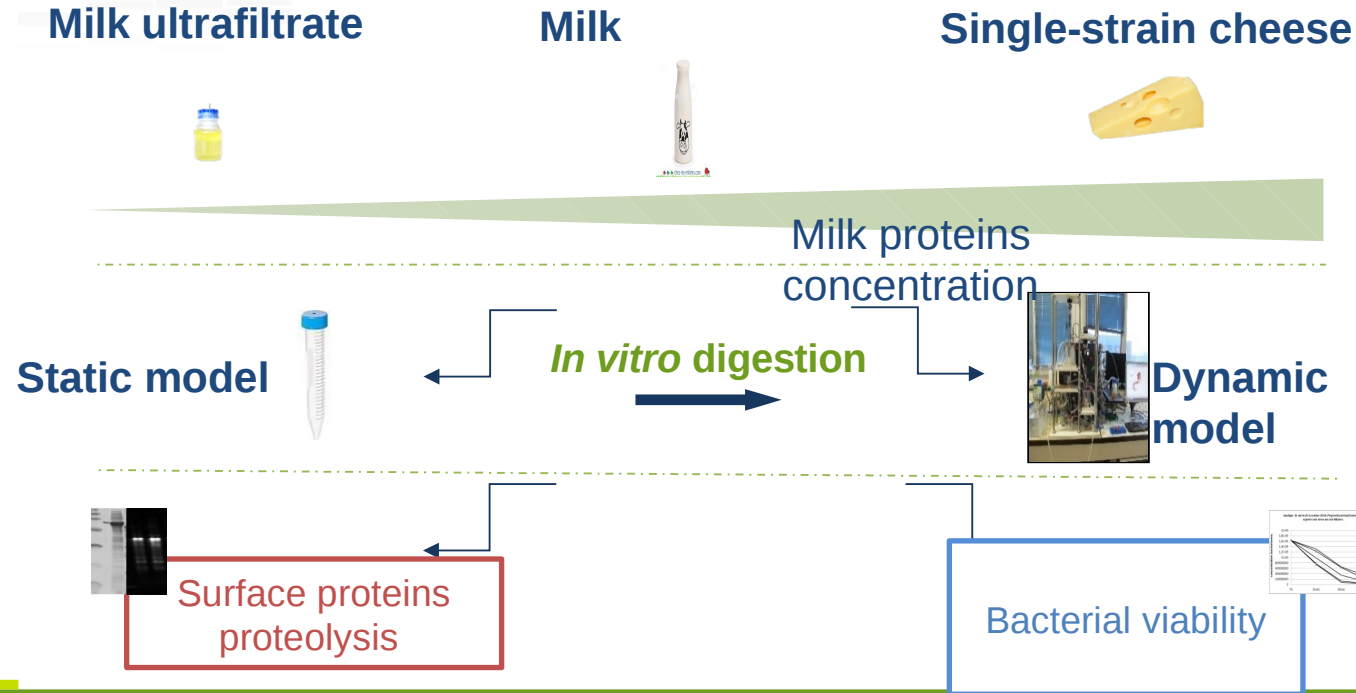 Milk ultrafiltrate
Milk
Single-strain cheese
Milk proteins
concentration
Static model
In vitro digestion
Dynamic
model
Surface proteins
proteolysis
Bacterial viability